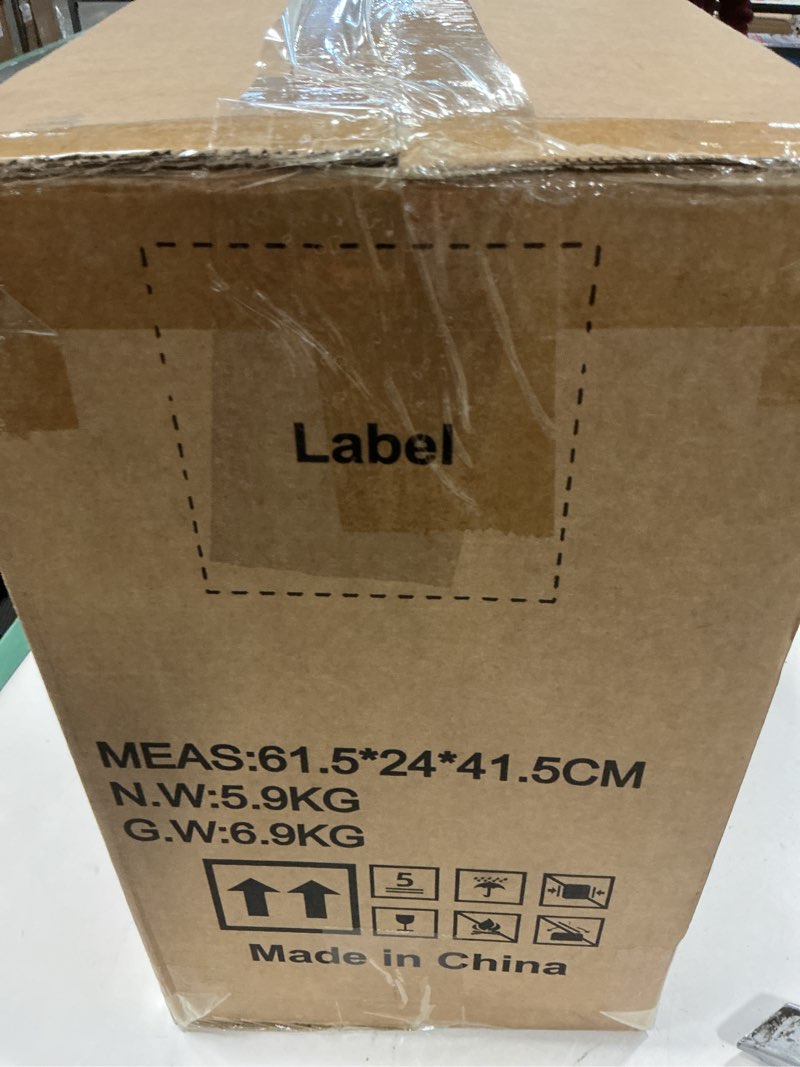 Label
MEAS:61.5*24*41.5CM
N.W:5.9KG
G.W:6.9KG
5
Made in China